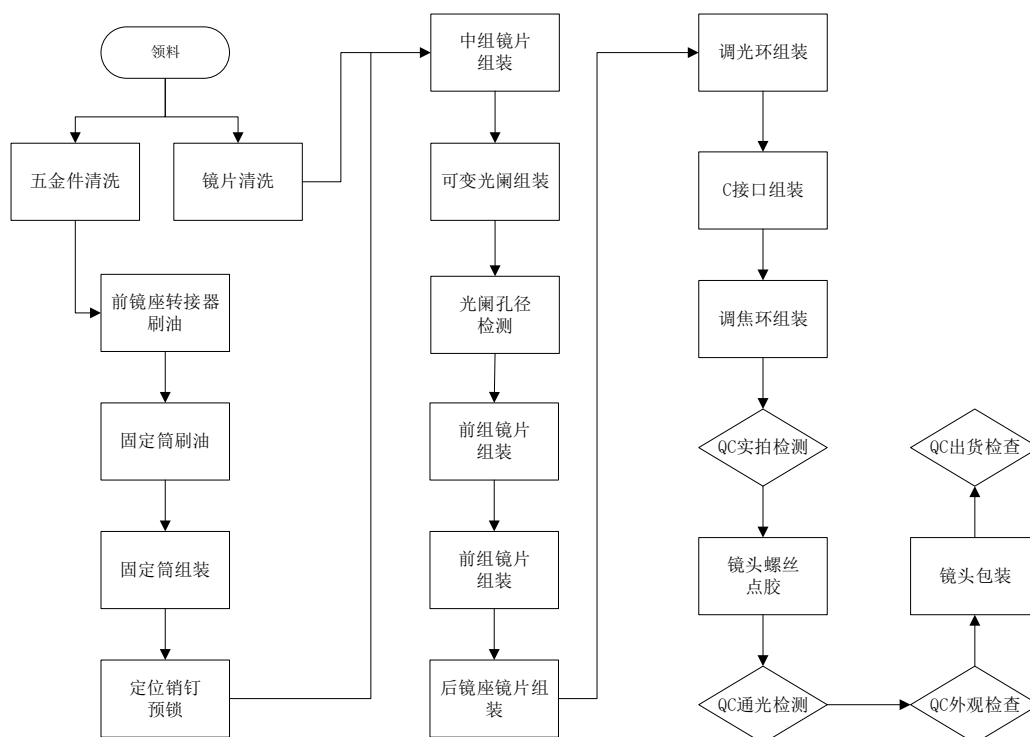 领料
五金件清洗
镜片清洗
前镜座转接器
刷油
固定筒刷油
固定筒组装
定位销钉
预锁
中组镜片
组装
可变光阑组装
光阑孔径
检测
前组镜片
组装
前组镜片
组装
后镜座镜片组
装
调光环组装
C接口组装
调焦环组装
QC实拍检测
镜头螺丝
点胶
QC通光检测
QC出货检查
镜头包装
QC外观检查